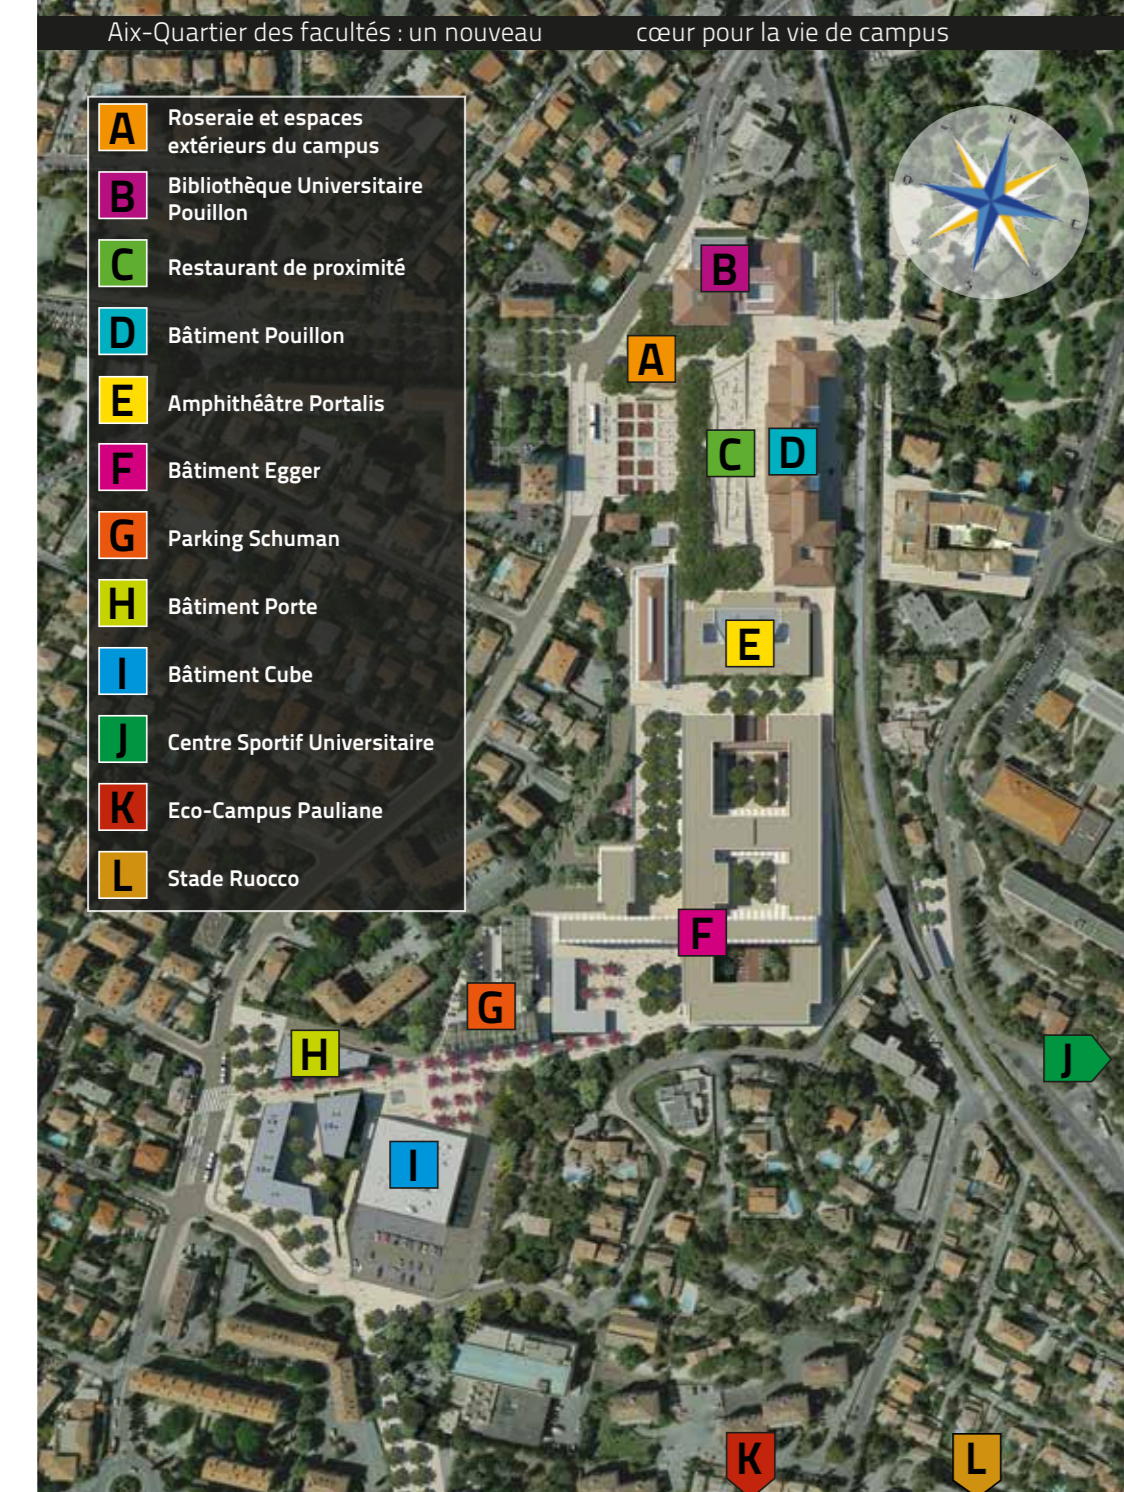 Aix-Quartier des facultés : un nouveau cœur pour la vie de campus
A Roseraie et espaces
extérieurs du campus
B Bibliothèque Universitaire
Pouillon
C Restaurant de proximité
D Bâtiment Pouillon
E Amphithéâtre Portalis
F Bâtiment Egger
G Parking Schuman
H Bâtiment Porte
I Bâtiment Cube
J Centre Sportif Universitaire
K Eco-Campus Pauliane
L Stade Ruocco
N
O
E
S
B
A
C D
E
F
G
H
J
I
K
L